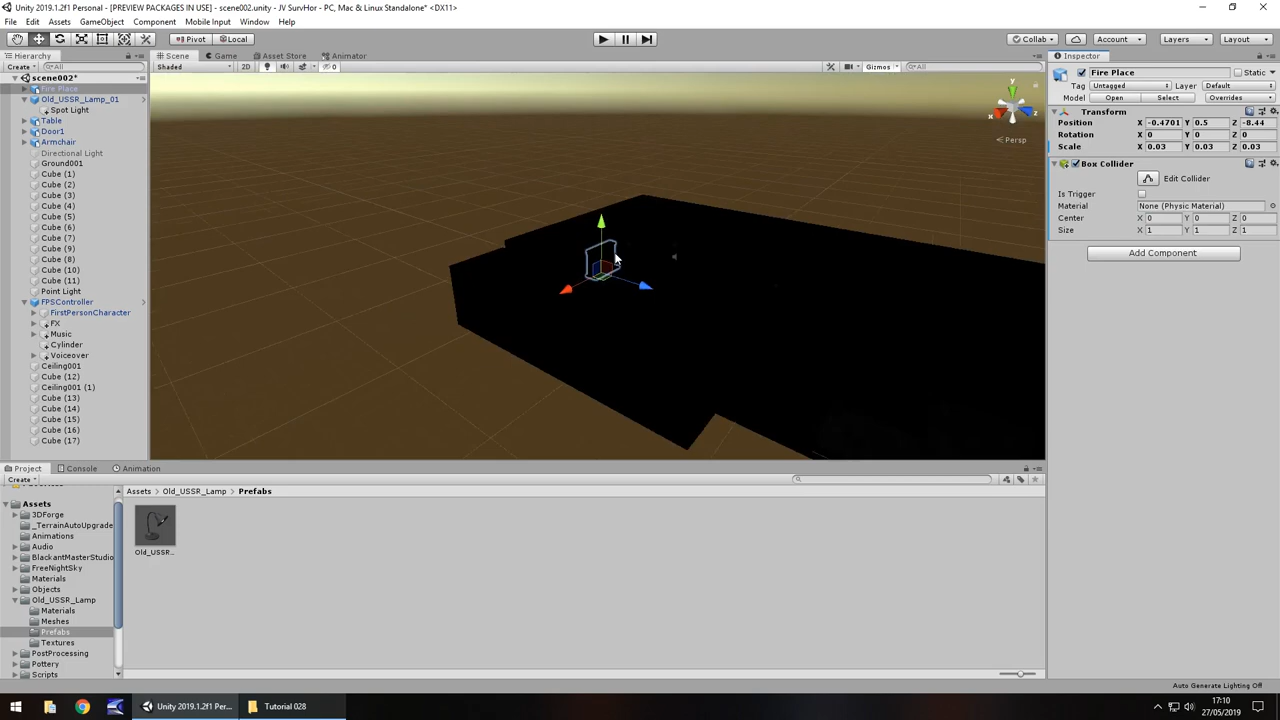 Unity 2019.1.2f1 Personal - [PREVIEW PACKAGES IN USE] - scene002.unity - JV SurvHor - PC, Mac & Linux Standalone* <DX11>
File Edit Assets GameObject Component Mobile Input Window Help
Pivot Local Collab Account Layers Layout
Hierarchy Scene Game Asset Store Animator Inspector
Create All Shaded 2D 0 Gizmos All Fire Place Static
scene002*
Tag Untagged Layer Default
Fire Place
Model Open Select Overrides
Old_USSR_Lamp_01
Spot Light
Table
Door1
Armchair
Directional Light
Ground001
Cube (1)
Cube (2)
Cube (3)
Cube (4)
Cube (5)
Cube (6)
Cube (7)
Cube (8)
Cube (9)
Cube (10)
Cube (11)
Point Light
FPSController
FirstPersonCharacter
FX
Music
Cylinder
Voiceover
Ceiling001
Cube (12)
Ceiling001 (1)
Cube (13)
Cube (14)
Cube (15)
Cube (16)
Cube (17)
y
x z
Persp
Transform
Position X -0.4701 Y 0.5 Z -8.44
Rotation X 0 Y 0 Z 0
Scale X 0.03 Y 0.03 Z 0.03
Box Collider
Edit Collider
Is Trigger
Material None (Physic Material)
Center X 0 Y 0 Z 0
Size X 1 Y 1 Z 1
Add Component
Project Console Animation
Create
Assets Old_USSR_Lamp Prefabs
Assets
3DForge
_TerrainAutoUpgrade
Animations
Audio
BlackantMasterStudio
FreeNightSky
Materials
Objects
Old_USSR_Lamp
Materials
Meshes
Prefabs
Textures
PostProcessing
Pottery
Scripts
Old_USSR...
Auto Generate Lighting Off
Unity 2019.1.2f1 Per... Tutorial 028
17:10
27/05/2019